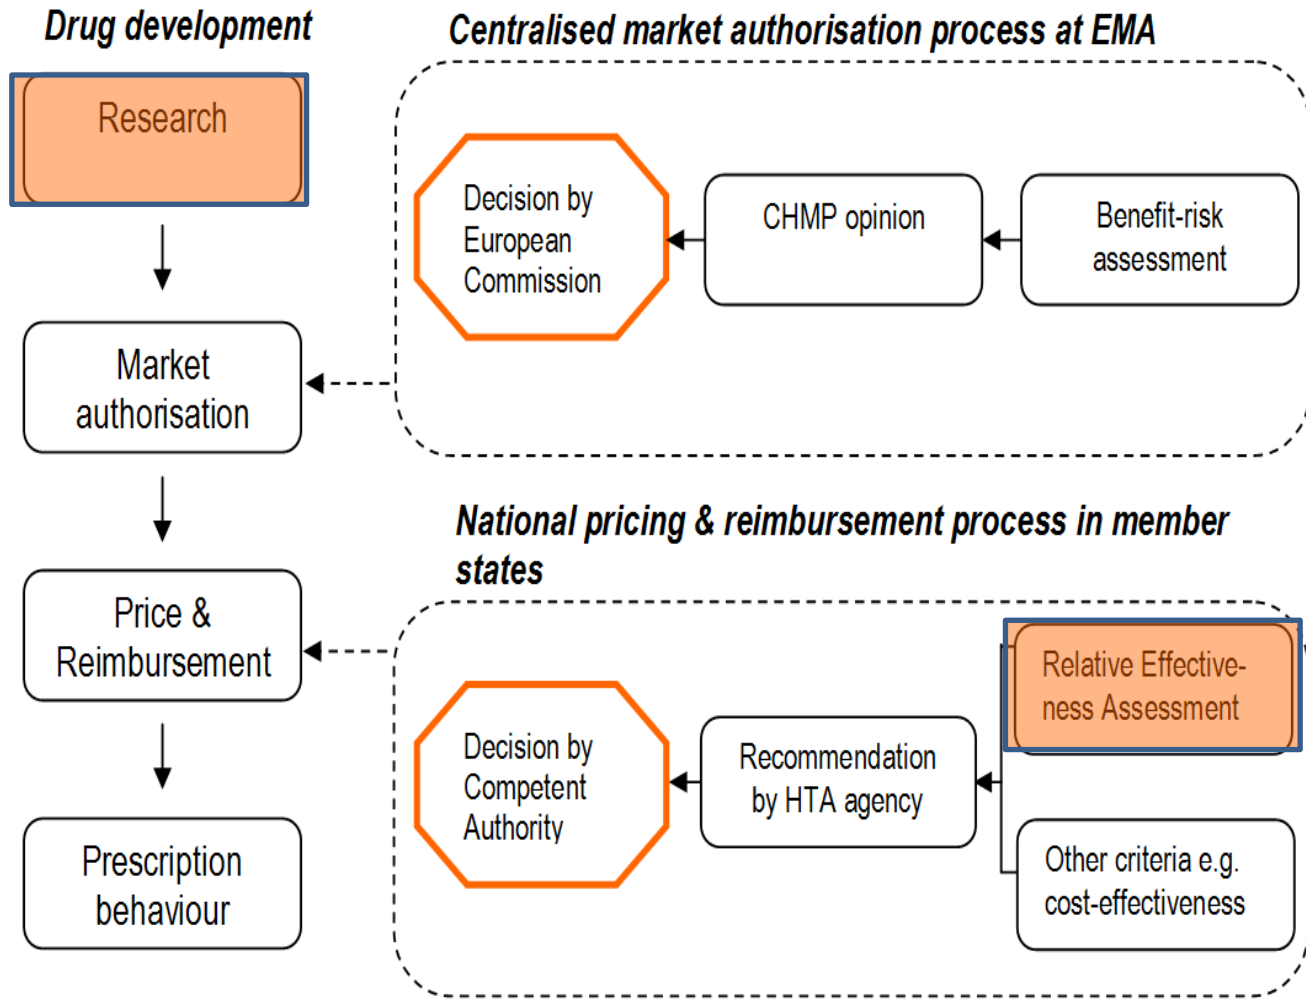 Drug development
Research
Market
authorisation
Price &
Reimbursement
Prescription
behaviour
Centralised market authorisation process at EMA
Decision by
European
Commission
CHMP opinion
Benefit-risk
assessment
National pricing & reimbursement process in member
states
Decision by
Competent
Authority
Recommendation
by HTA agency
Relative Effective-
ness Assessment
Other criteria e.g.
cost-effectiveness